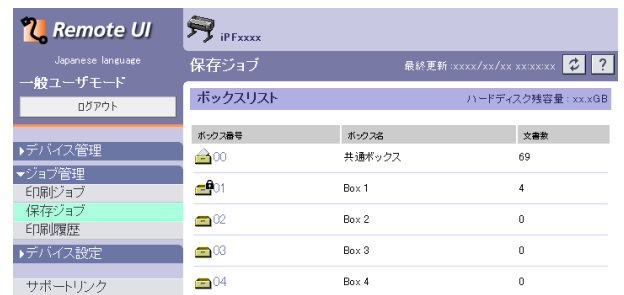 Remote UI
Japanese language
一般ユーザモード
ログアウト
▶デバイス管理
▼ジョブ管理
印刷ジョブ
保存ジョブ
印刷履歴
▶デバイス設定
サポートリンク
iPFxxxx
保存ジョブ 最終更新:xxxx/xx/xx xx:xx:xx ?
ボックスリスト ハードディスク残容量:xx.xGB
ボックス番号 ボックス名 文書数
00 共通ボックス 69
01 Box 1 4
02 Box 2 0
03 Box 3 0
04 Box 4 0